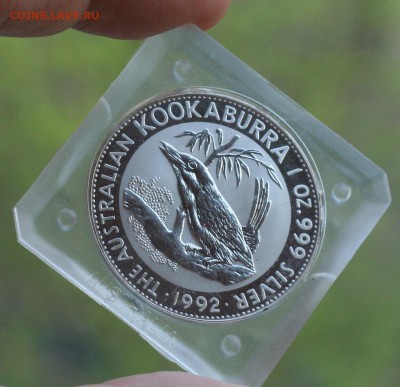 COINS.LAVE.RU
THE AUSTRALIAN KOOKABURRA 1 OZ. 999 SILVER
· 1992 ·